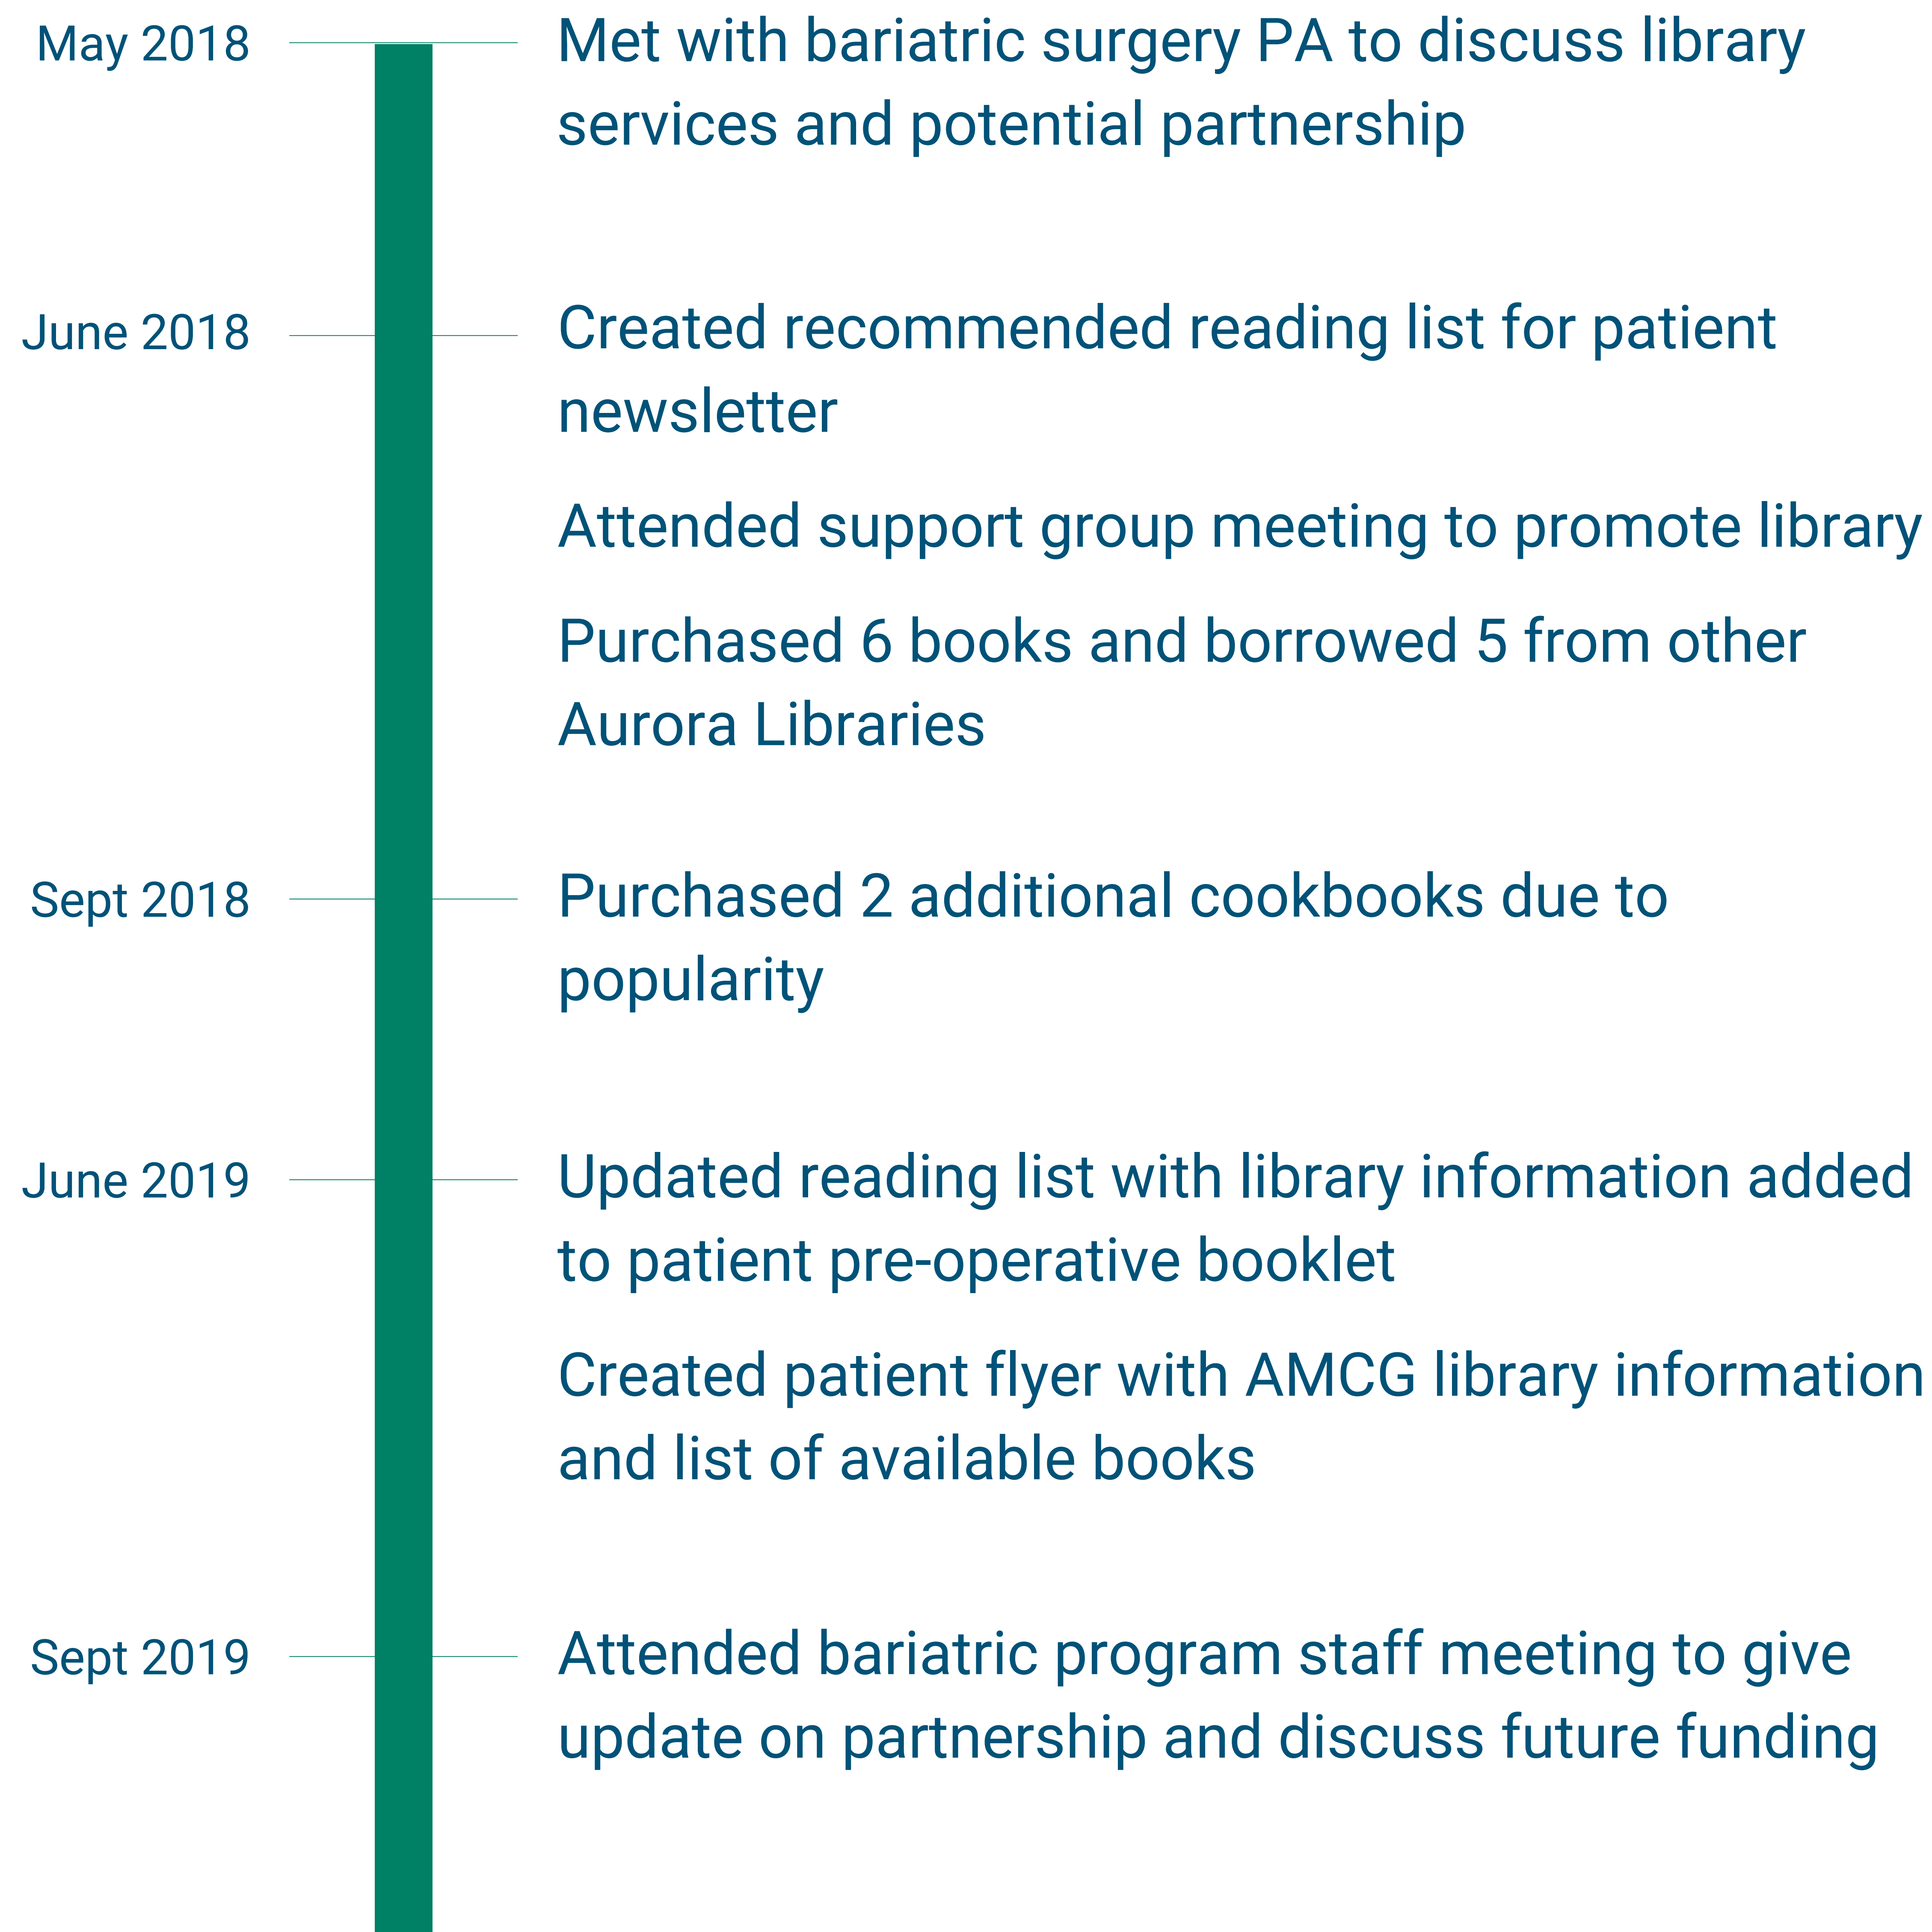 May 2018
Met with bariatric surgery PA to discuss library
services and potential partnership
June 2018
Created recommended reading list for patient
newsletter
Attended support group meeting to promote library
Purchased 6 books and borrowed 5 from other
Aurora Libraries
Sept 2018
Purchased 2 additional cookbooks due to
popularity
June 2019
Updated reading list with library information added
to patient pre-operative booklet
Created patient flyer with AMCG library information
and list of available books
Sept 2019
Attended bariatric program staff meeting to give
update on partnership and discuss future funding